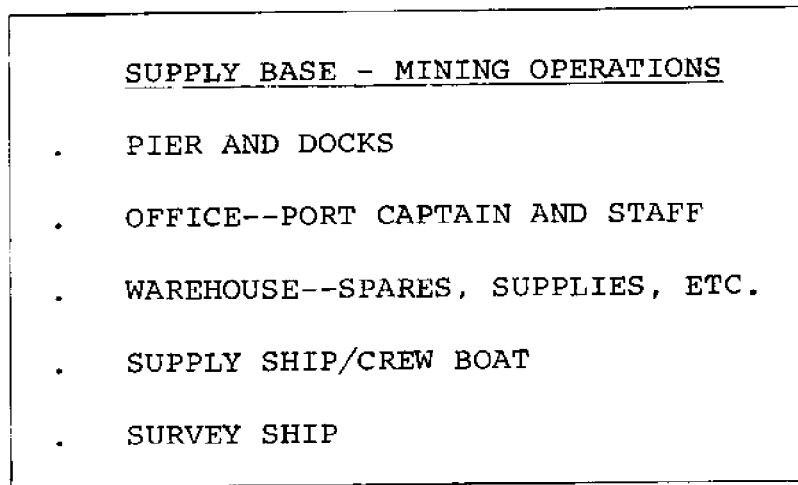 SUPPLY BASE - MINING OPERATIONS
. PIER AND DOCKS
. OFFICE--PORT CAPTAIN AND STAFF
. WAREHOUSE--SPARES, SUPPLIES, ETC.
. SUPPLY SHIP/CREW BOAT
. SURVEY SHIP